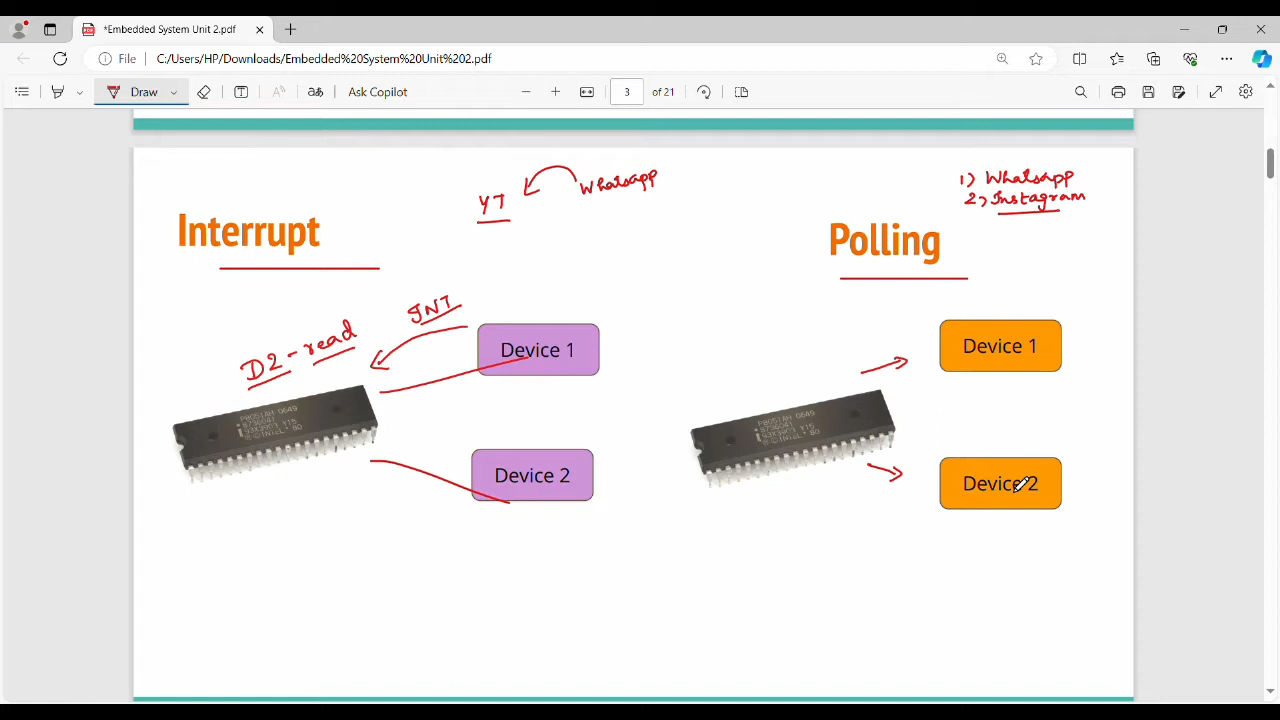 *Embedded System Unit 2.pdf
File
C:/Users/HP/Downloads/Embedded%20System%20Unit%202.pdf
Draw
Ask Copilot
3 of 21
YT
Whatsapp
1) Whatsapp
2) Instagram
Interrupt
Polling
INT
D2 - read
Device 1
Device 2
Device 1
Device 2